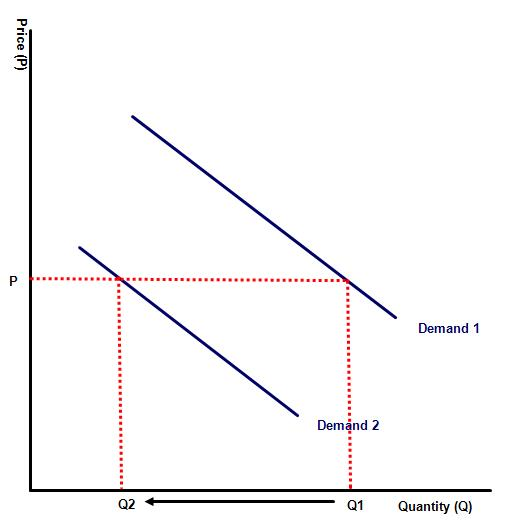 Price (P)
P
Demand 1
Demand 2
Q2
Q1
Quantity (Q)